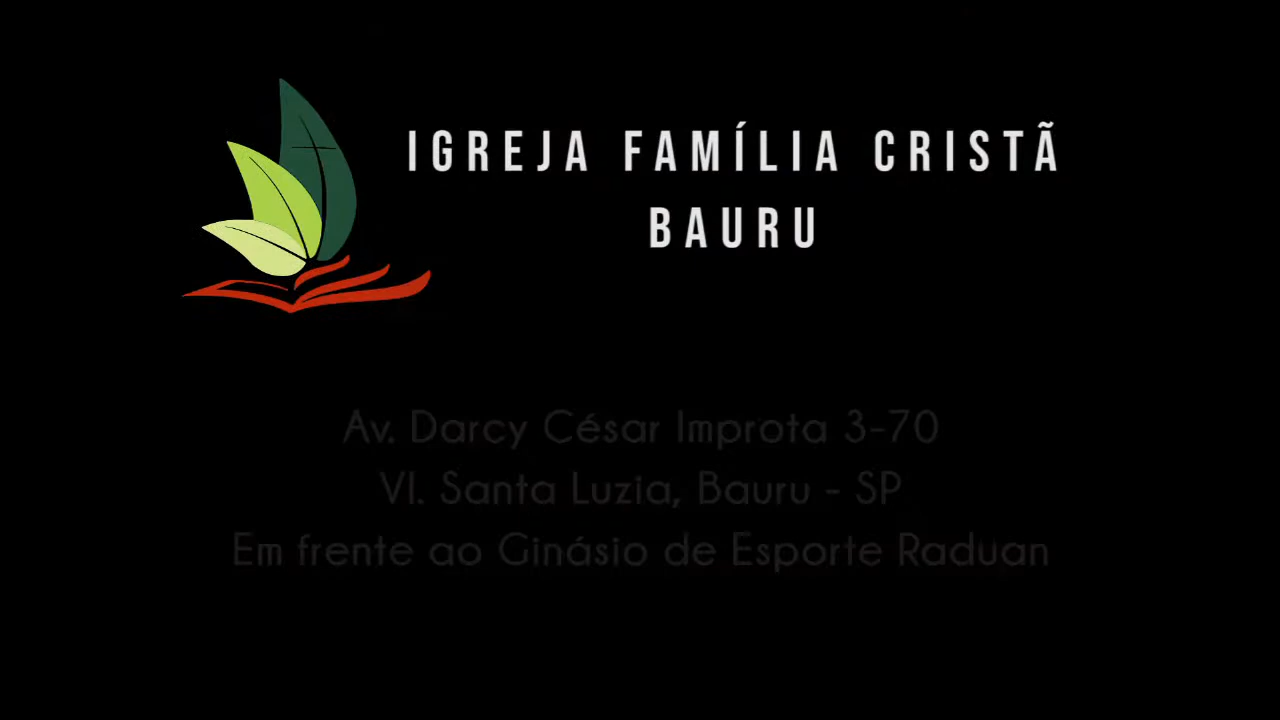 IGREJA FAMÍLIA CRISTÃ
BAURU
Av. Darcy César Improta 3-70
Vl. Santa Luzia, Bauru - SP
Em frente ao Ginásio de Esporte Raduan